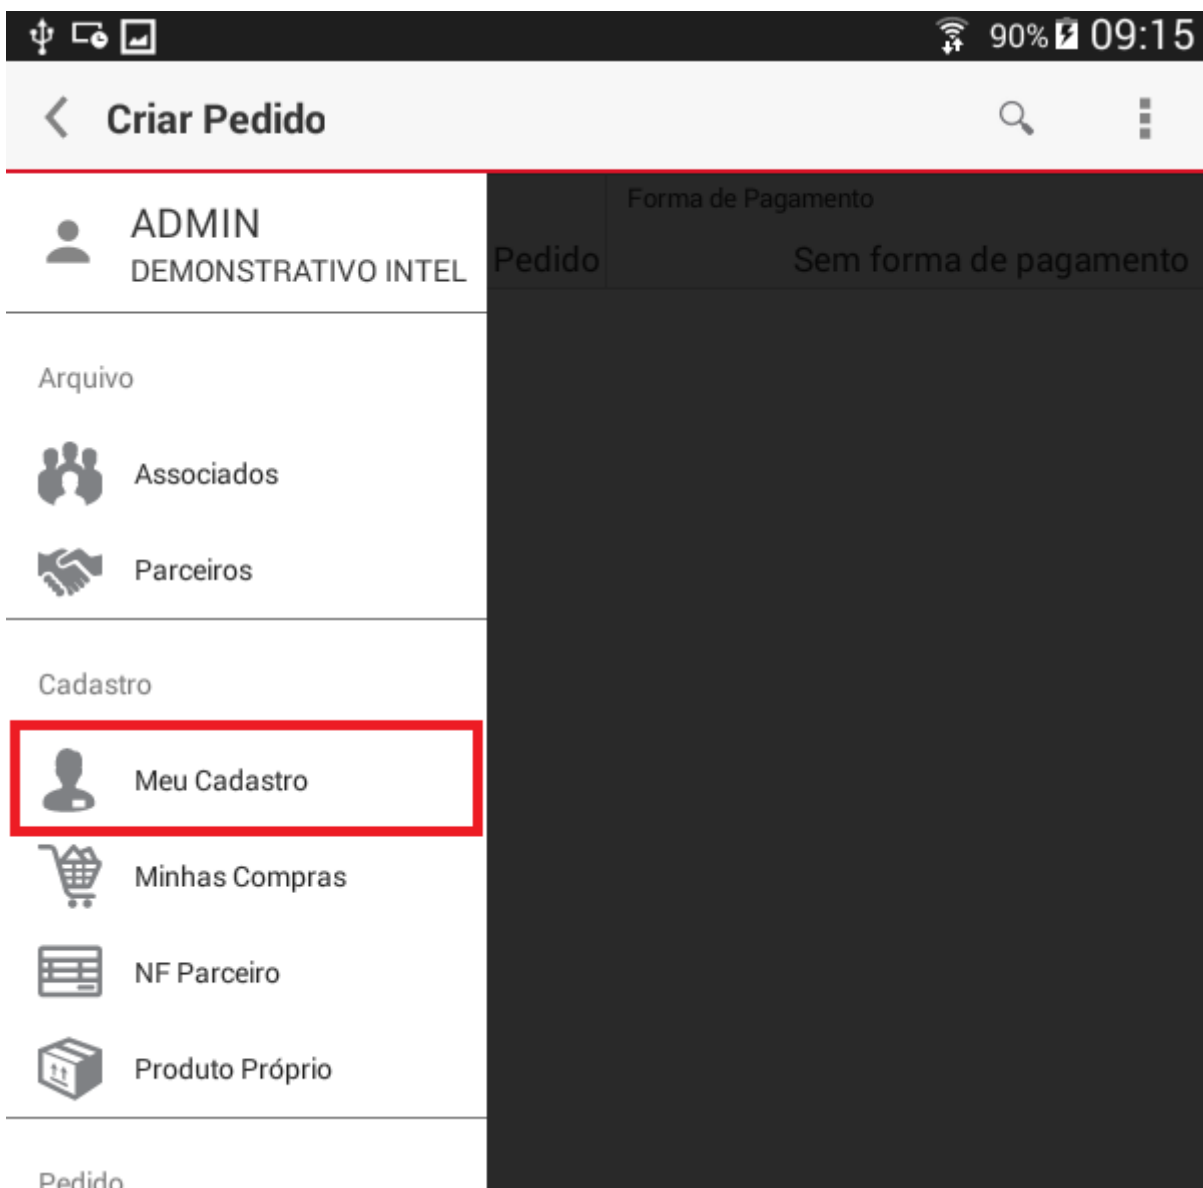 90% 09:15
Criar Pedido
ADMIN
DEMONSTRATIVO INTEL
Forma de Pagamento
Pedido
Sem forma de pagamento
Arquivo
Associados
Parceiros
Cadastro
Meu Cadastro
Minhas Compras
NF Parceiro
Produto Próprio
Pedido